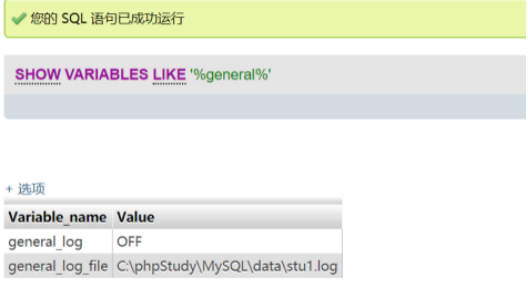 您的 SQL 语句已成功运行
SHOW VARIABLES LIKE '%general%'
+ 选项
Variable_name Value
general_log OFF
general_log_file C:\phpStudy\MySQL\data\stu1.log